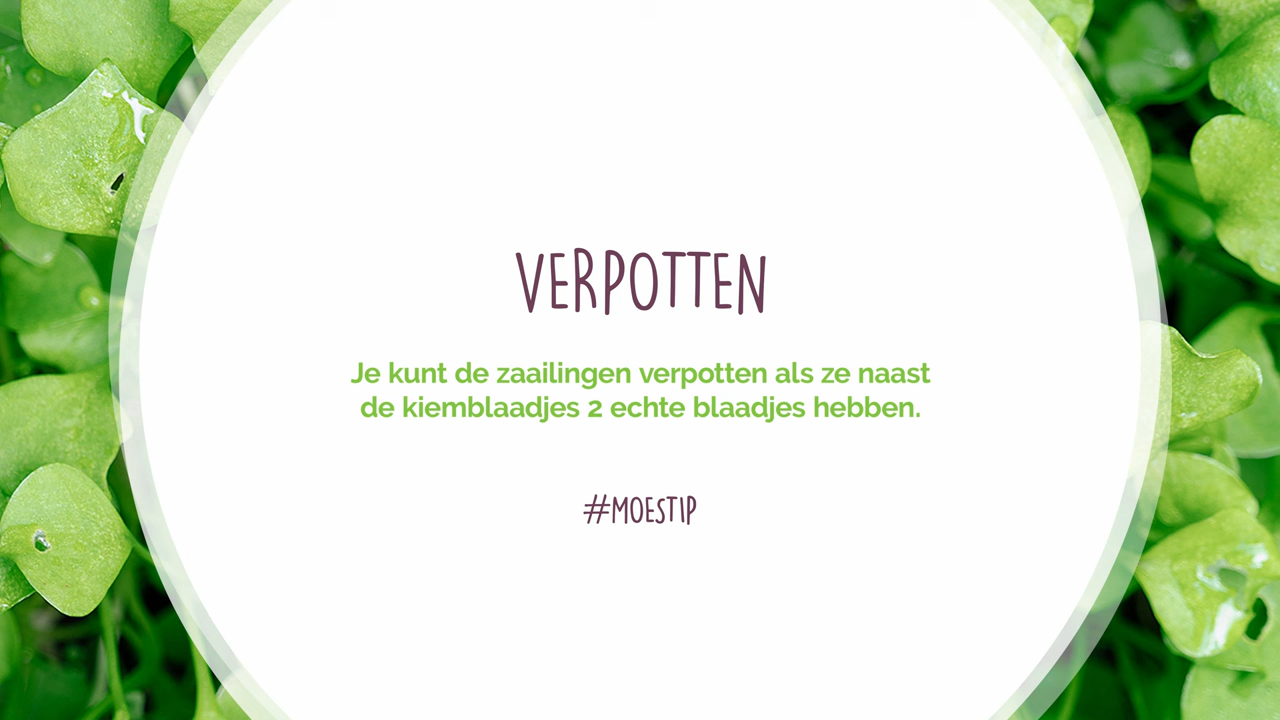 VERPOTTEN
Je kunt de zaailingen verpotten als ze naast
de kiemblaadjes 2 echte blaadjes hebben.
#MOESTIP